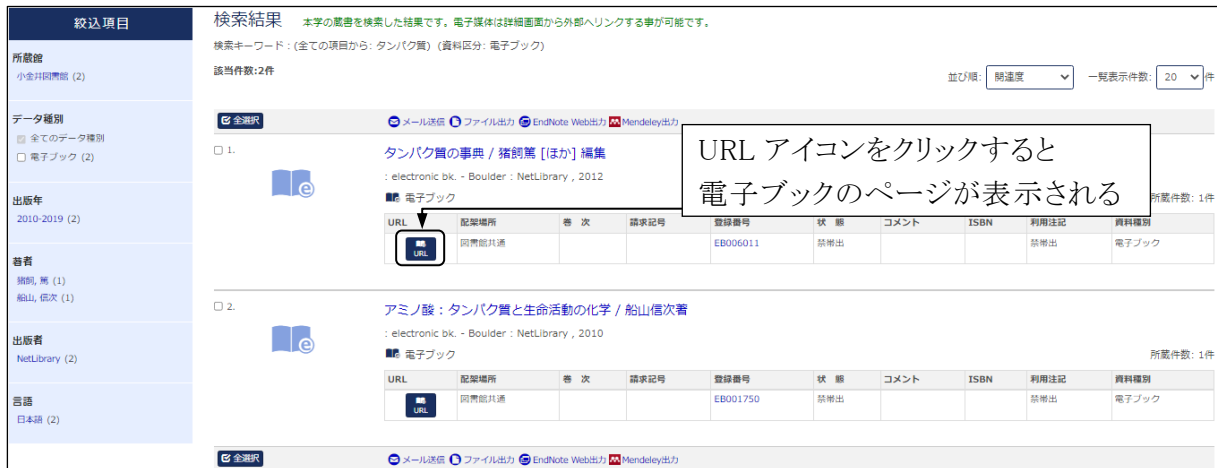 絞込項目
所蔵館
小金井図書館 (2)
データ種別
全てのデータ種別
電子ブック (2)
出版年
2010-2019 (2)
著者
猪飼, 篤 (1)
船山, 信次 (1)
出版者
NetLibrary (2)
言語
日本語 (2)
検索結果 本学の蔵書を検索した結果です。電子媒体は詳細画面から外部へリンクする事が可能です。
検索キーワード：(全ての項目から: タンパク質) (資料区分: 電子ブック)
該当件数:2件
並び順: 関連度 一覧表示件数: 20 件
全選択 メール送信 ファイル出力 EndNote Web出力 Mendeley出力
URL アイコンをクリックすると
電子ブックのページが表示される
1. タンパク質の事典 / 猪飼篤 [ほか] 編集
: electronic bk. - Boulder : NetLibrary , 2012
電子ブック 所蔵件数: 1件
URL 配架場所 巻 次 請求記号 登録番号 状 態 コメント ISBN 利用注記 資料種別
URL 図書館共通 EB006011 禁帯出 禁帯出 電子ブック
2. アミノ酸 : タンパク質と生命活動の化学 / 船山信次著
: electronic bk. - Boulder : NetLibrary , 2010
電子ブック 所蔵件数: 1件
URL 配架場所 巻 次 請求記号 登録番号 状 態 コメント ISBN 利用注記 資料種別
URL 図書館共通 EB001750 禁帯出 禁帯出 電子ブック
全選択 メール送信 ファイル出力 EndNote Web出力 Mendeley出力